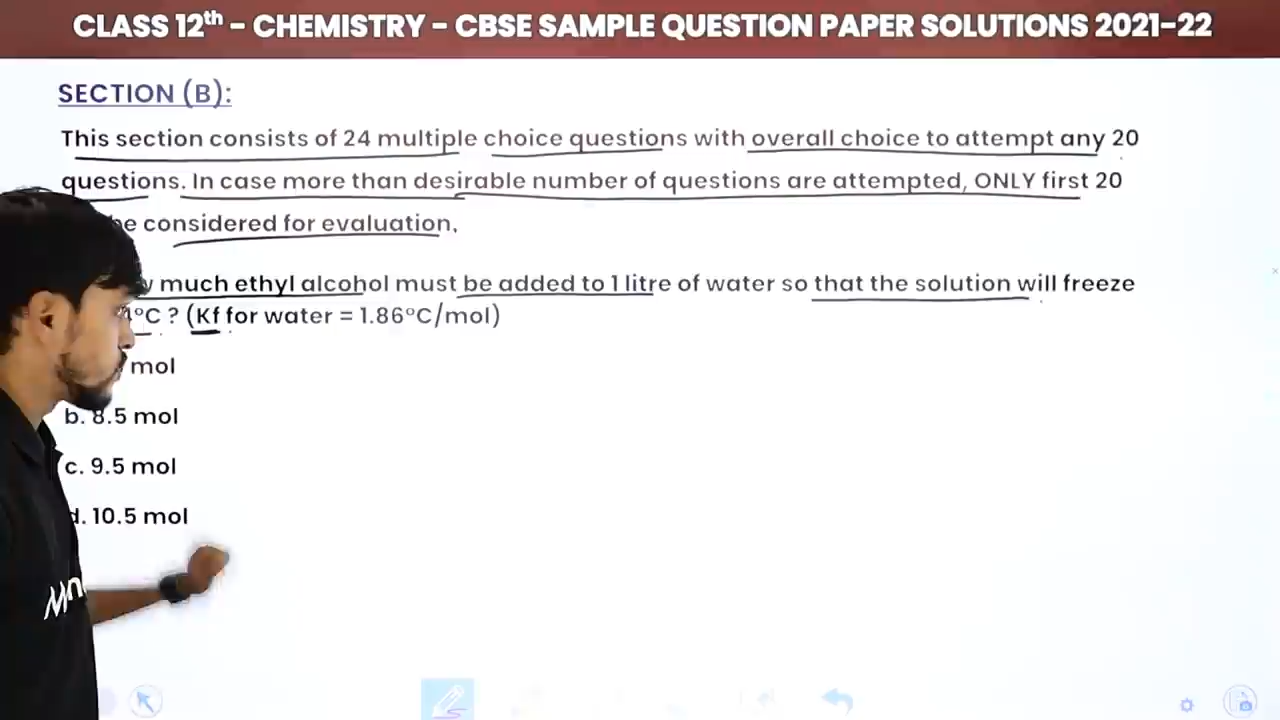 CLASS 12th - CHEMISTRY - CBSE SAMPLE QUESTION PAPER SOLUTIONS 2021-22
SECTION (B):
This section consists of 24 multiple choice questions with overall choice to attempt any 20
questions. In case more than desirable number of questions are attempted, ONLY first 20
considered for evaluation.
much ethyl alcohol must be added to 1 litre of water so that the solution will freeze
°C ? (Kf for water = 1.86°C/mol)
mol
b. 8.5 mol
c. 9.5 mol
d. 10.5 mol